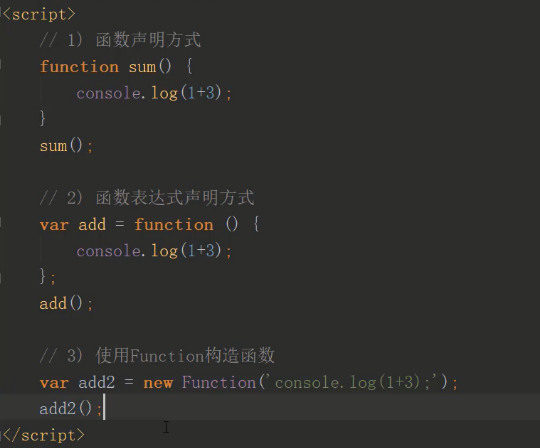 <script>
// 1) 函数声明方式
function sum() {
console.log(1+3);
}
sum();
// 2) 函数表达式声明方式
var add = function () {
console.log(1+3);
};
add();
// 3) 使用Function构造函数
var add2 = new Function('console.log(1+3);');
add2();
</script>